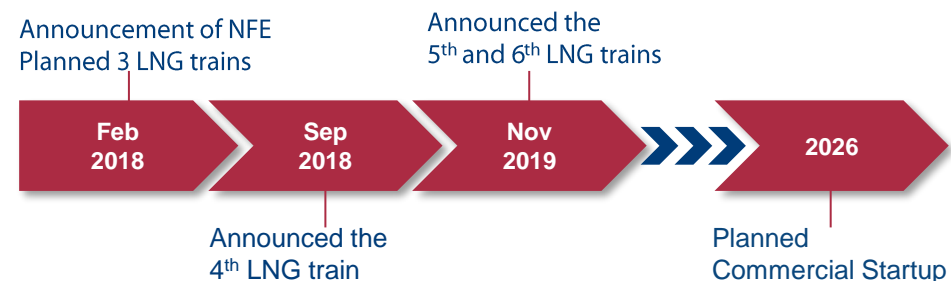 Announcement of NFE
Planned 3 LNG trains
Announced the
5th and 6th LNG trains
Feb
2018
Sep
2018
Nov
2019
2026
Announced the
4th LNG train
Planned
Commercial Startup